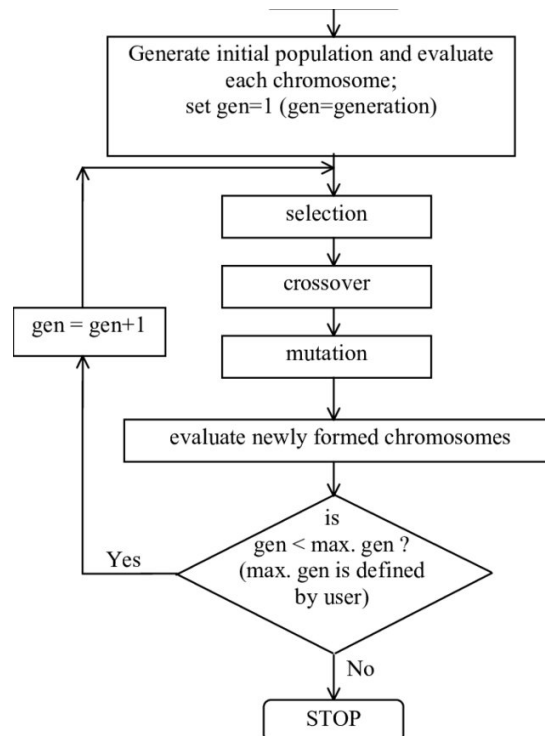 Generate initial population and evaluate
each chromosome;
set gen=1 (gen=generation)
selection
crossover
gen = gen+1
mutation
evaluate newly formed chromosomes
is
gen < max. gen ?
(max. gen is defined
by user)
Yes
No
STOP